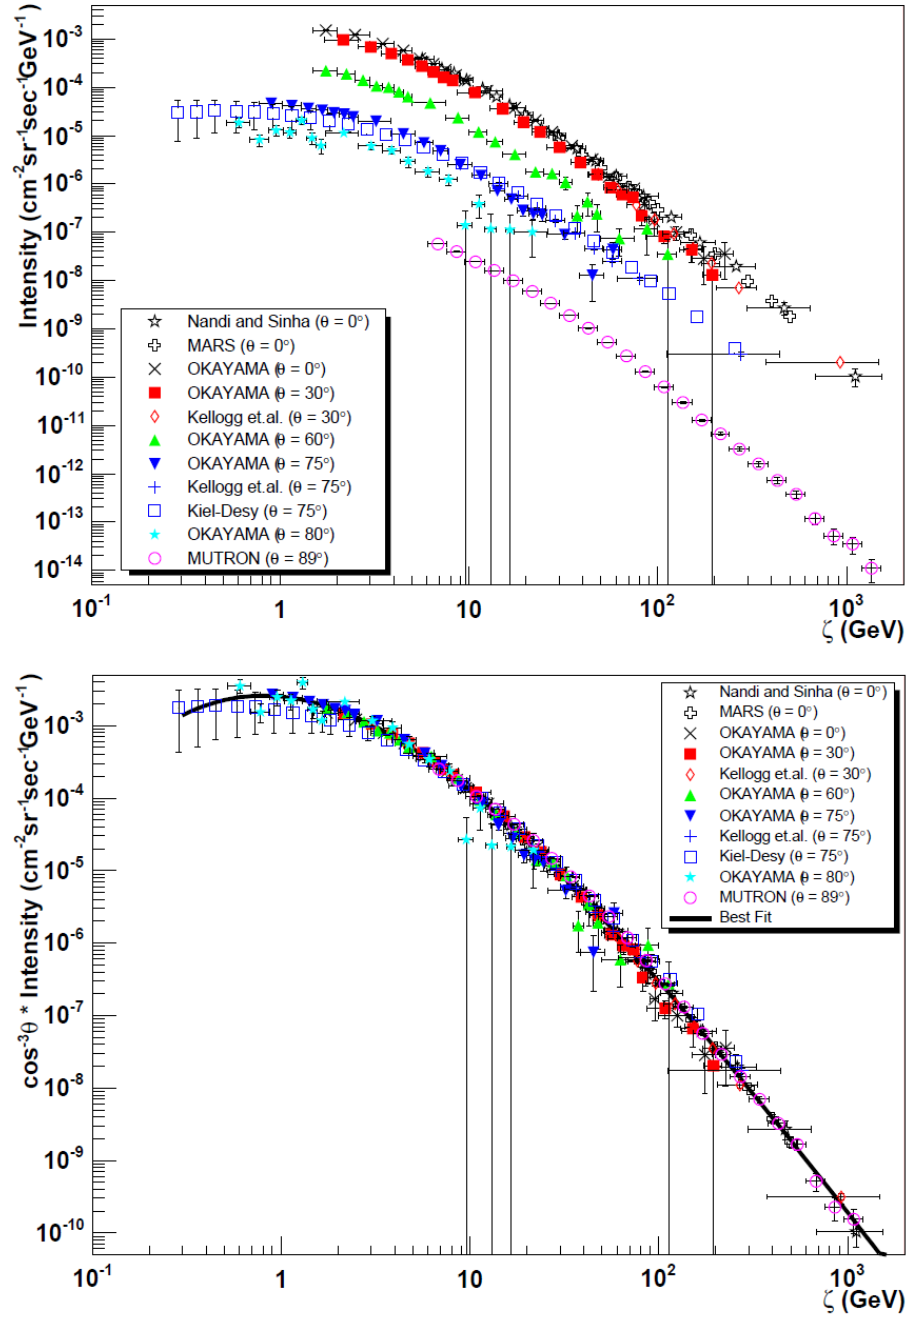 Intensity (cm⁻²sr⁻¹sec⁻¹GeV⁻¹)
10⁻³
10⁻⁴
10⁻⁵
10⁻⁶
10⁻⁷
10⁻⁸
10⁻⁹
10⁻¹⁰
10⁻¹¹
10⁻¹²
10⁻¹³
10⁻¹⁴
Nandi and Sinha (θ = 0°)
MARS (θ = 0°)
OKAYAMA (θ = 0°)
OKAYAMA (θ = 30°)
Kellogg et.al. (θ = 30°)
OKAYAMA (θ = 60°)
OKAYAMA (θ = 75°)
Kellogg et.al. (θ = 75°)
Kiel-Desy (θ = 75°)
OKAYAMA (θ = 80°)
MUTRON (θ = 89°)
10⁻¹ 1 10 10² 10³
ζ (GeV)
cos⁻³θ * Intensity (cm⁻²sr⁻¹sec⁻¹GeV⁻¹)
10⁻³
10⁻⁴
10⁻⁵
10⁻⁶
10⁻⁷
10⁻⁸
10⁻⁹
10⁻¹⁰
Nandi and Sinha (θ = 0°)
MARS (θ = 0°)
OKAYAMA (θ = 0°)
OKAYAMA (θ = 30°)
Kellogg et.al (θ = 30°)
OKAYAMA (θ = 60°)
OKAYAMA (θ = 75°)
Kellogg et.al (θ = 75°)
Kiel-Desy (θ = 75°)
OKAYAMA (θ = 80°)
MUTRON (θ = 89°)
Best Fit
10⁻¹ 1 10 10² 10³
ζ (GeV)